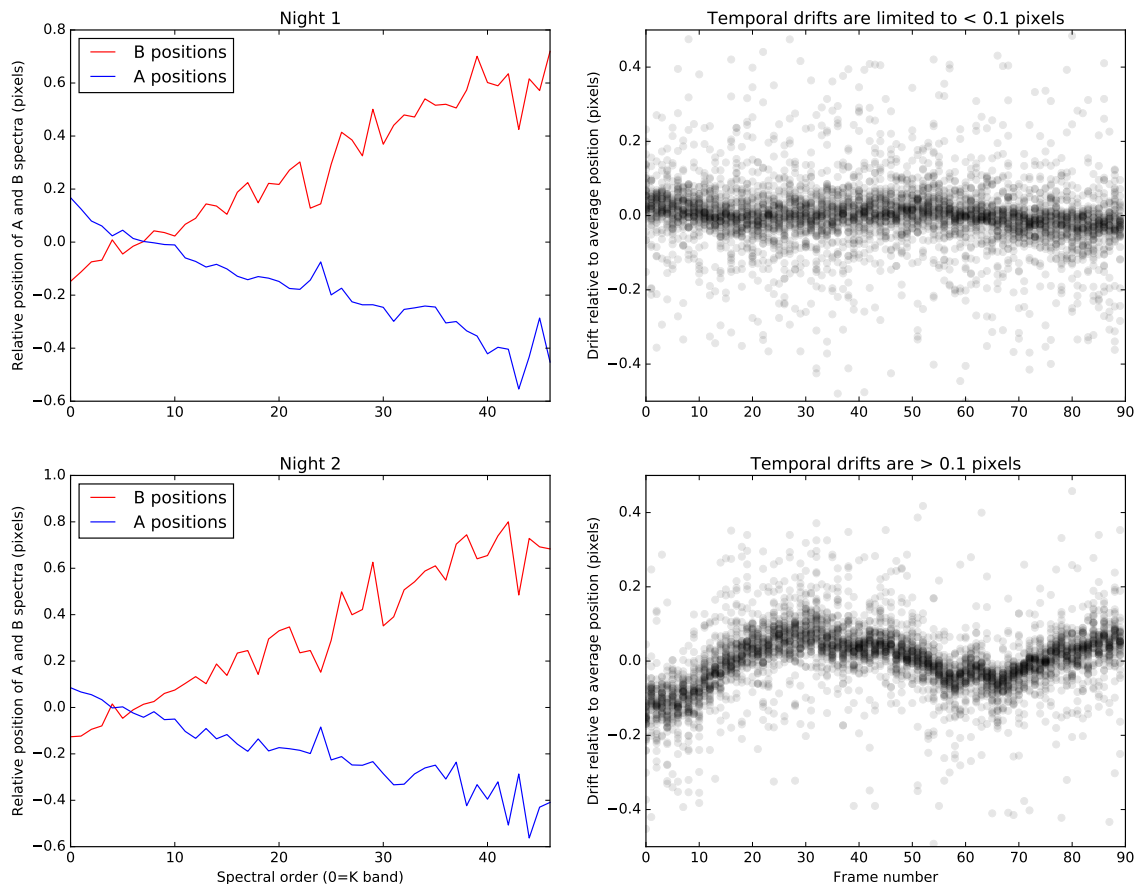 Night 1
Relative position of A and B spectra (pixels)
0.8
0.6
0.4
0.2
0.0
−0.2
−0.4
−0.6
B positions
A positions
0 10 20 30 40
Temporal drifts are limited to < 0.1 pixels
Drift relative to average position (pixels)
0.4
0.2
0.0
−0.2
−0.4
0 10 20 30 40 50 60 70 80 90
Night 2
Relative position of A and B spectra (pixels)
1.0
0.8
0.6
0.4
0.2
0.0
−0.2
−0.4
−0.6
B positions
A positions
0 10 20 30 40
Spectral order (0=K band)
Temporal drifts are > 0.1 pixels
Drift relative to average position (pixels)
0.4
0.2
0.0
−0.2
−0.4
0 10 20 30 40 50 60 70 80 90
Frame number